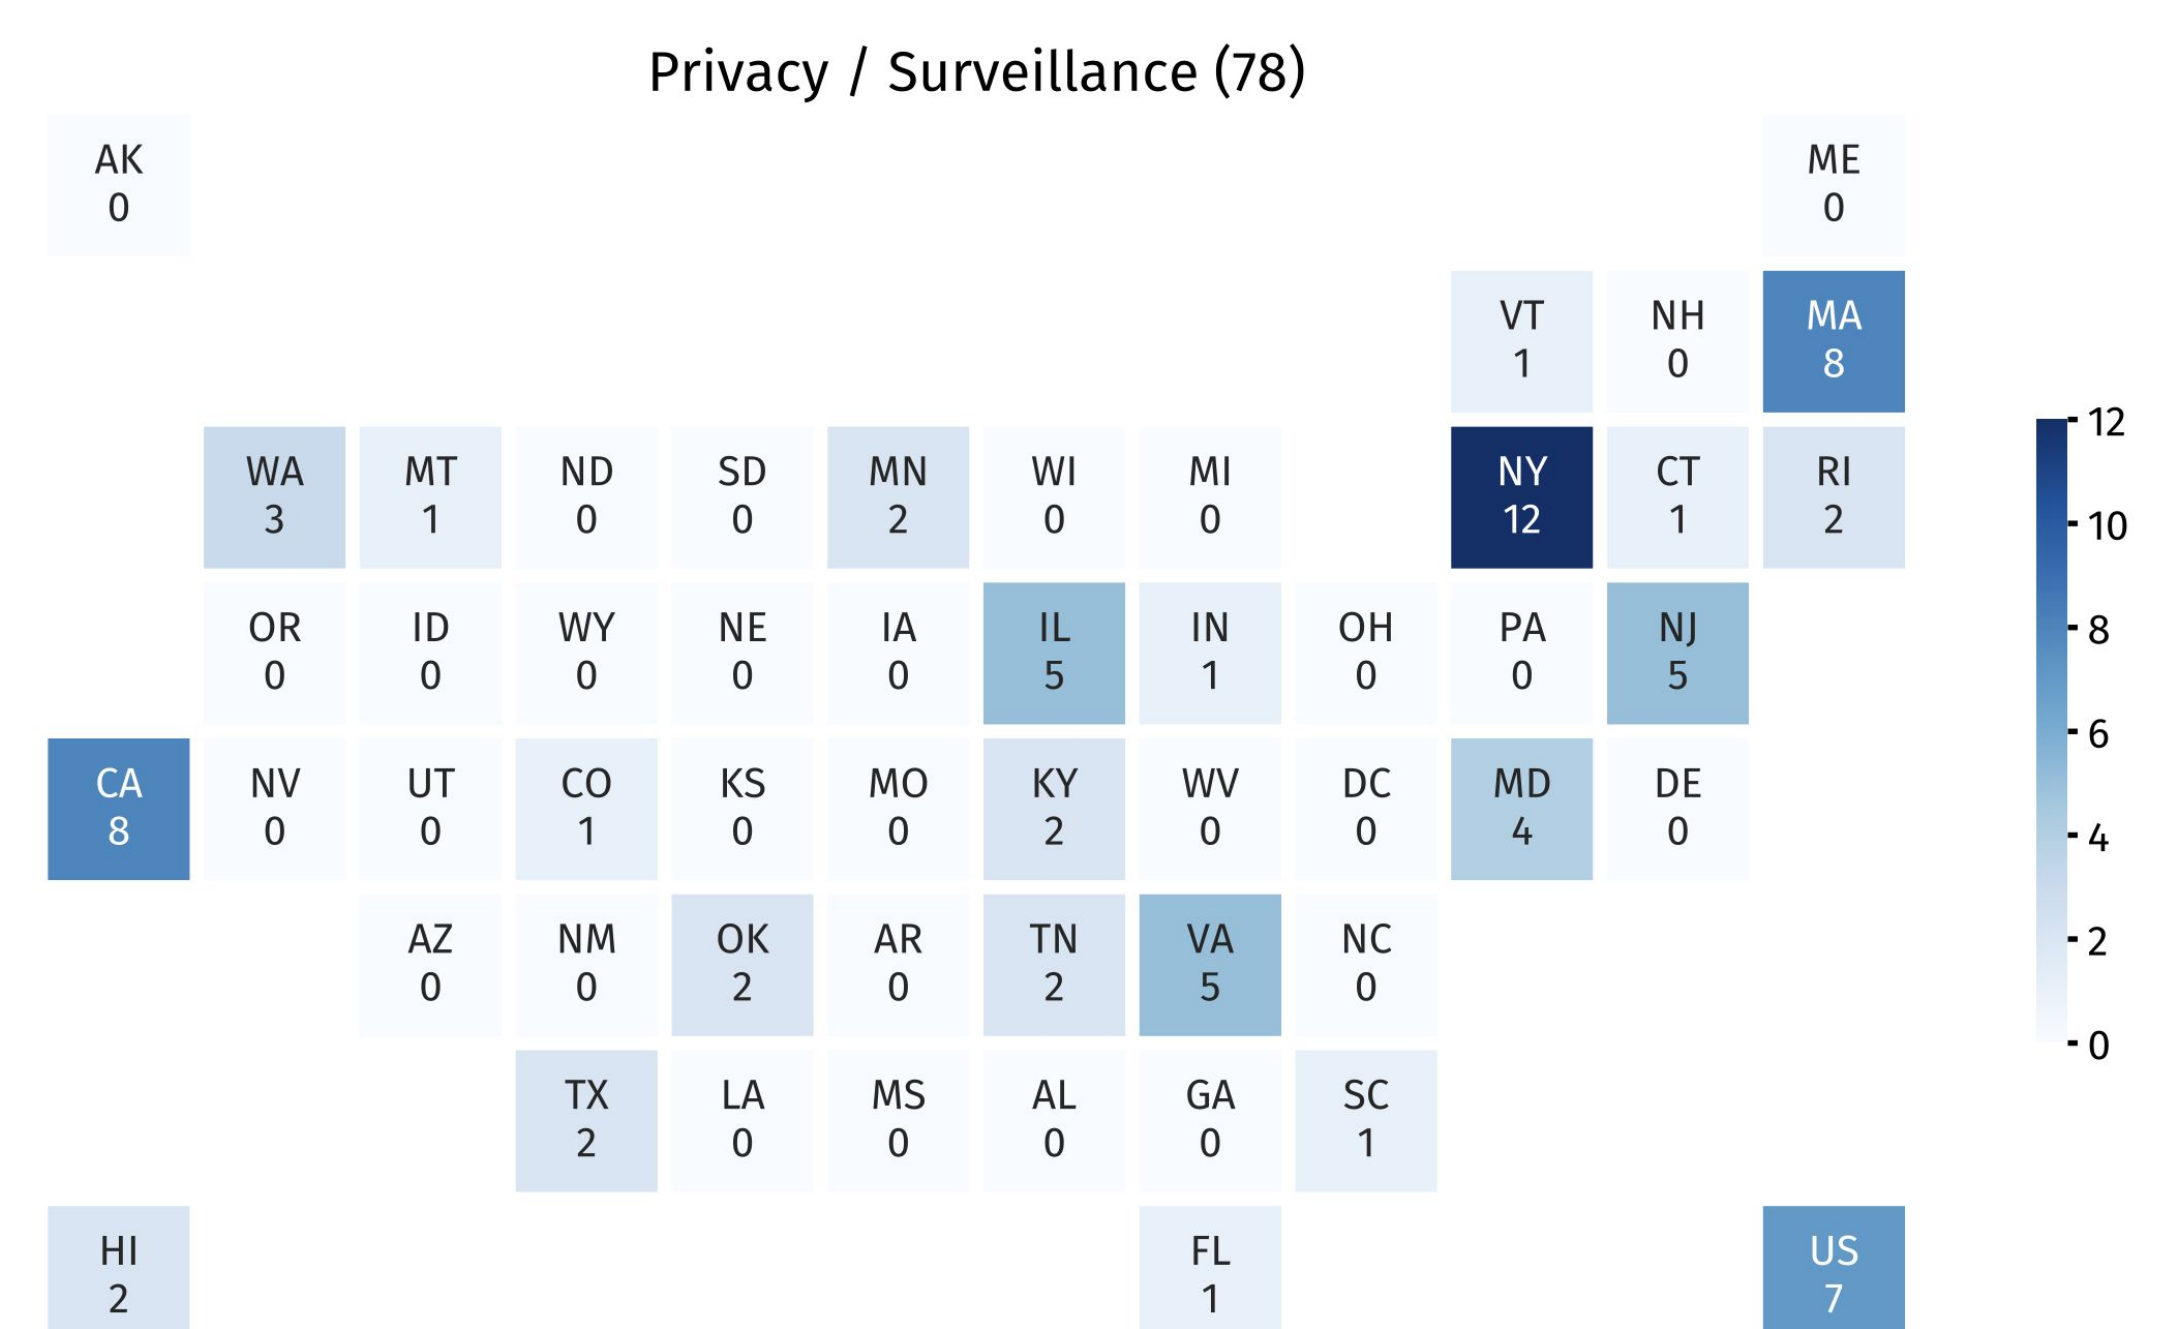 Privacy / Surveillance (78)
AK ME
0 0
VT NH MA
1 0 8
12
WA MT ND SD MN WI MI NY CT RI
3 1 0 0 2 0 0 12 1 2
10
OR ID WY NE IA IL IN OH PA NJ
8
0 0 0 0 0 5 1 0 0 5
6
CA NV UT CO KS MO KY WV DC MD DE
8 0 0 1 0 0 2 0 0 4 0
4
AZ NM OK AR TN VA NC
2
0 0 2 0 2 5 0
0
TX LA MS AL GA SC
2 0 0 0 0 1
HI FL US
2 1 7